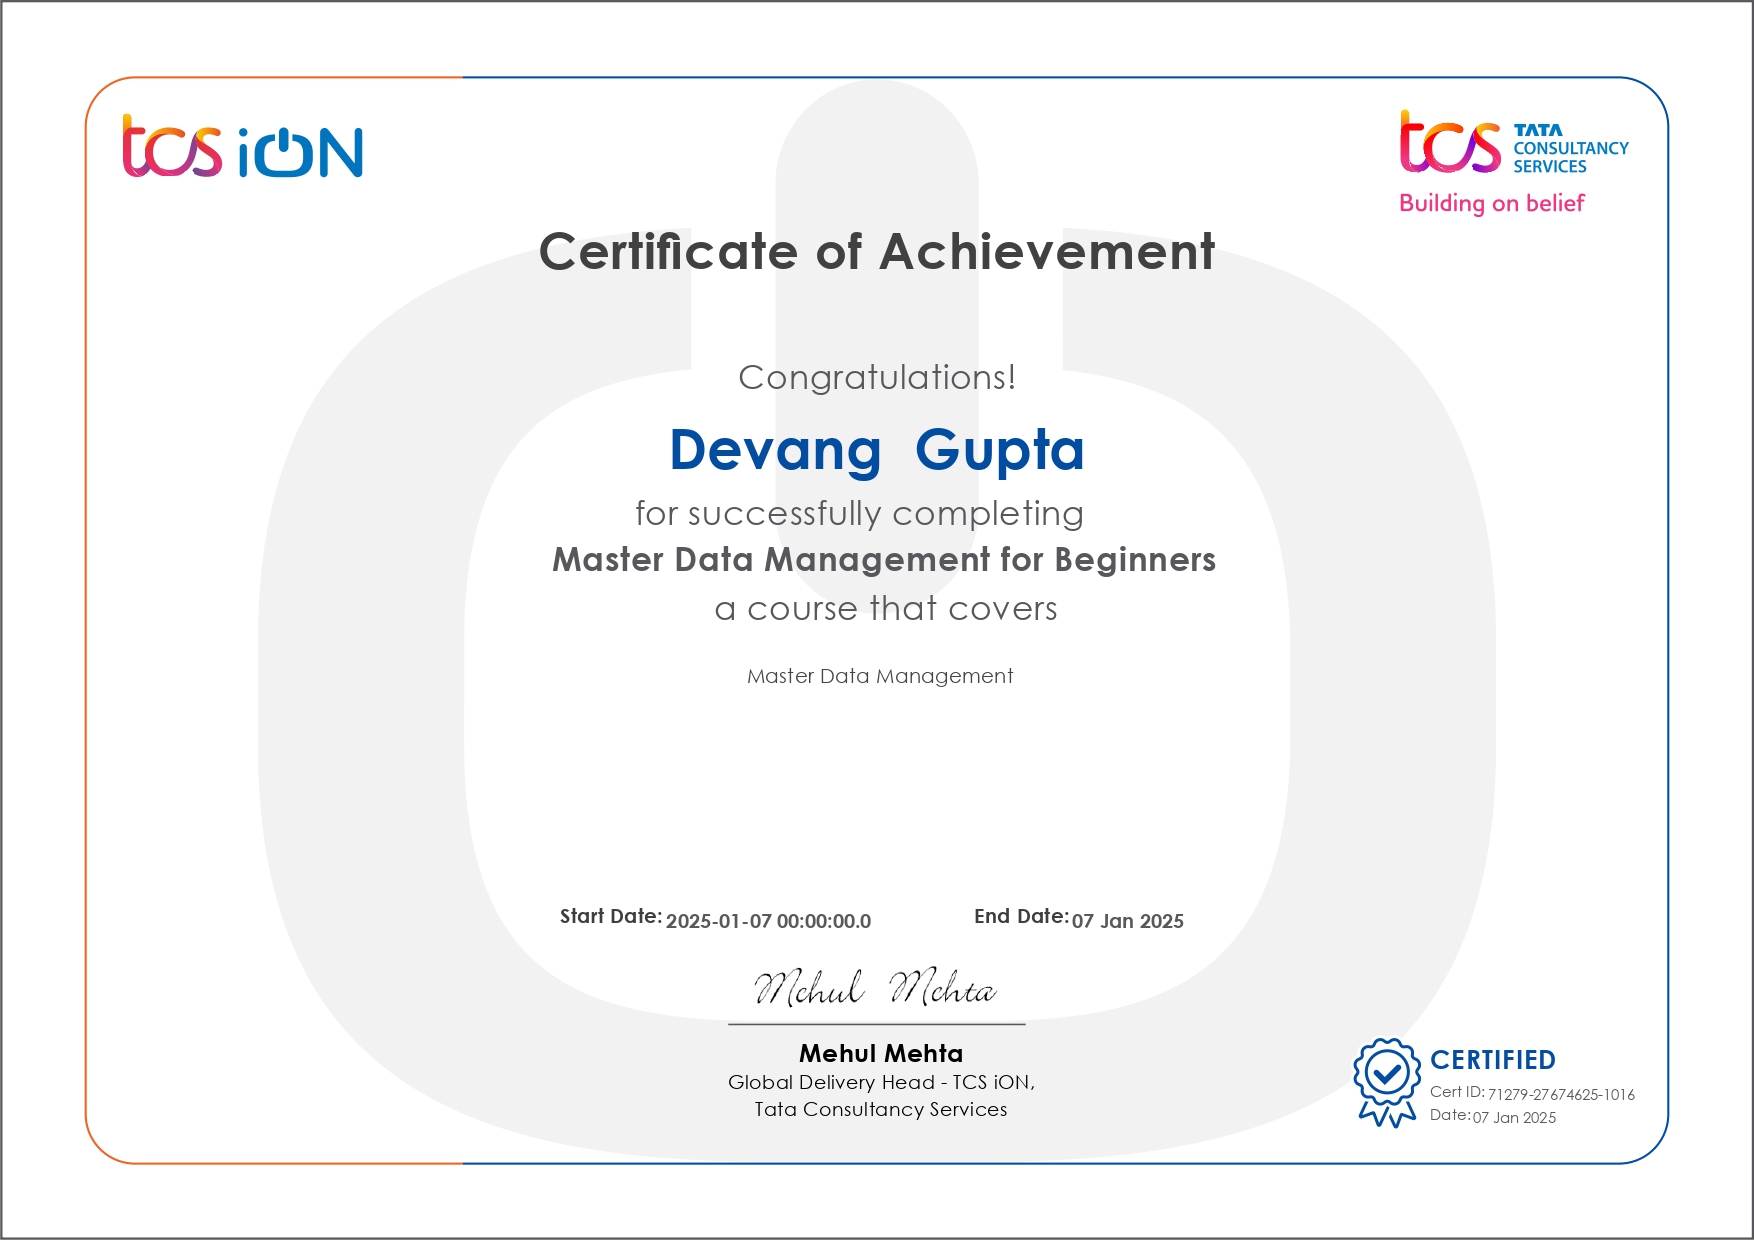 tcs iON
tcs TATA
CONSULTANCY
SERVICES
Building on belief
Certificate of Achievement
Congratulations!
Devang Gupta
for successfully completing
Master Data Management for Beginners
a course that covers
Master Data Management
Start Date: 2025-01-07 00:00:00.0 End Date: 07 Jan 2025
Mehul Mehta
Mehul Mehta
Global Delivery Head - TCS iON,
Tata Consultancy Services
CERTIFIED
Cert ID: 71279-27674625-1016
Date: 07 Jan 2025